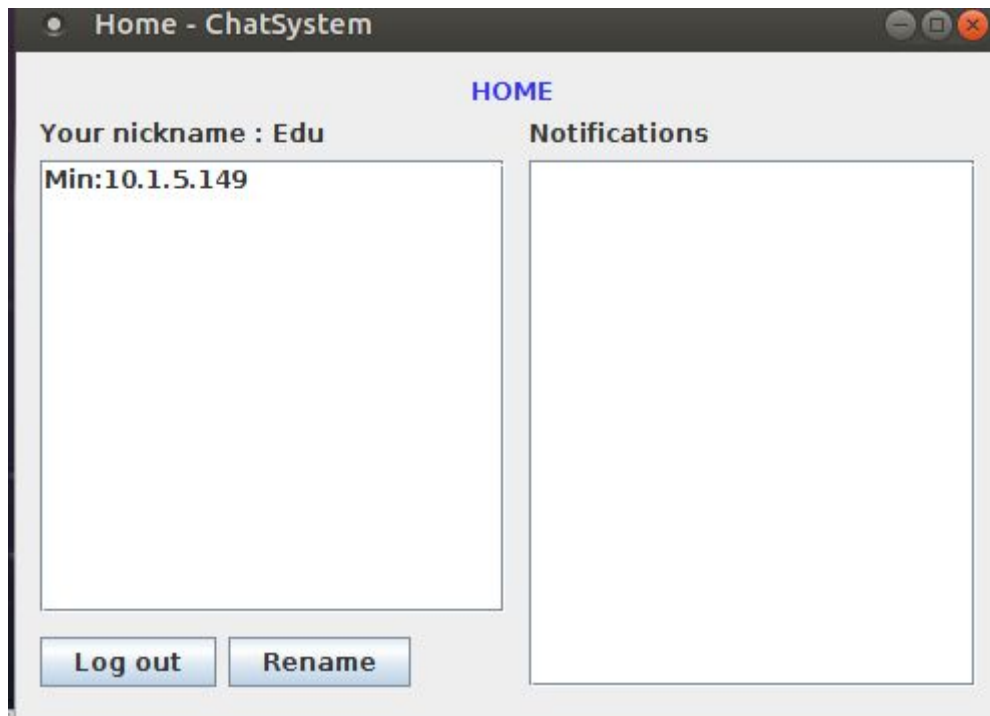 Home - ChatSystem
HOME
Your nickname : Edu
Notifications
Min:10.1.5.149
Log out
Rename